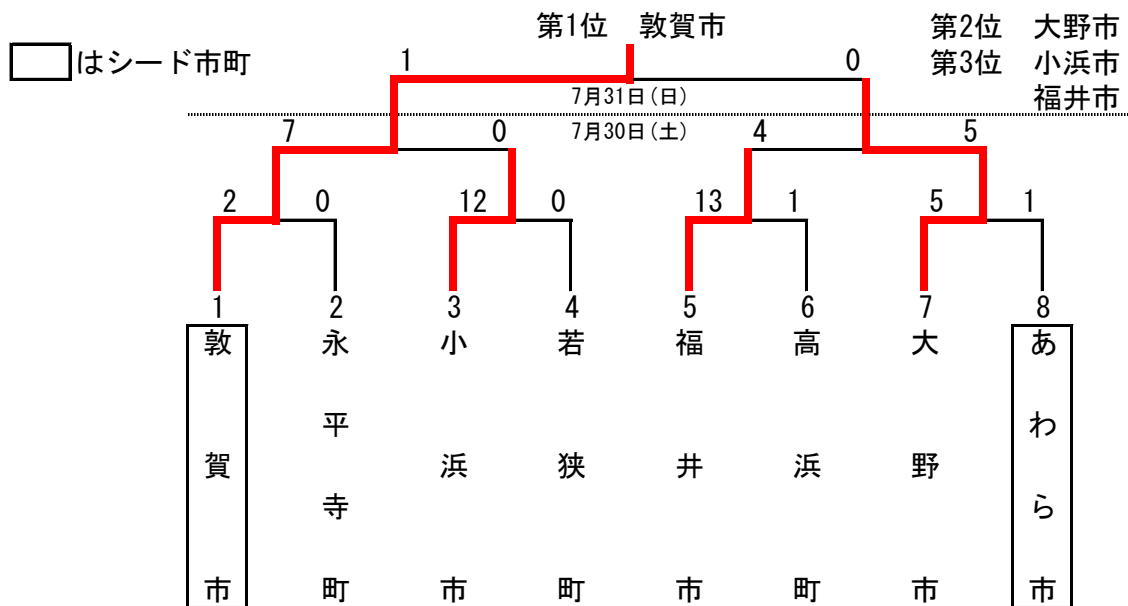 第1位 敦賀市
第2位 大野市
はシード市町
1
0
第3位 小浜市
7月31日(日)
福井市
7
0
7月30日(土)
4
5
2
0
12
0
13
1
5
1
1
2
3
4
5
6
7
8
敦賀市
永平寺町
小浜市
若狭町
福井市
高浜町
大野市
あわら市